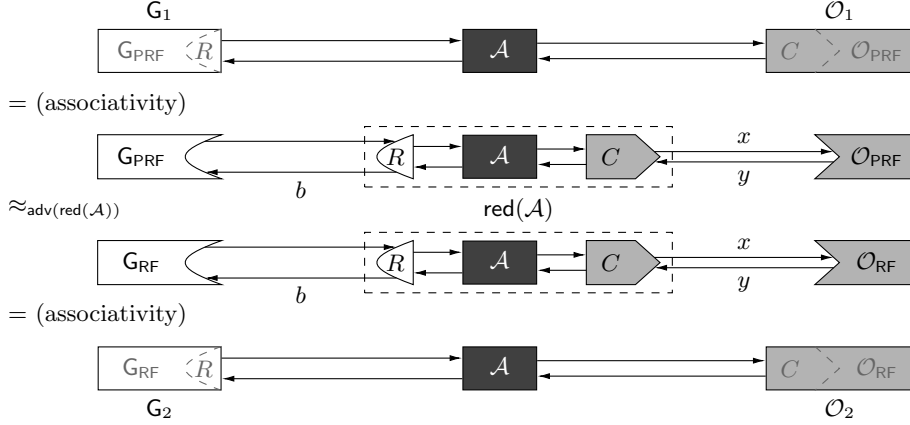 G₁ 𝒪₁
G_PRF R 𝒜 C 𝒪_PRF
= (associativity)
G_PRF R 𝒜 C x 𝒪_PRF
b y
≈_adv(red(𝒜)) red(𝒜)
G_RF R 𝒜 C x 𝒪_RF
b y
= (associativity)
G_RF R 𝒜 C 𝒪_RF
G₂ 𝒪₂